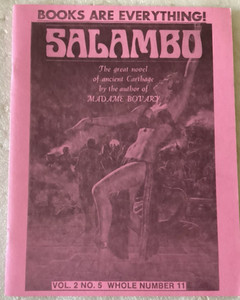 BOOKS ARE EVERYTHING!
SALAMBO
The great novel
of ancient Carthage
by the author of
MADAME BOVARY
VOL. 2 NO. 5 WHOLE NUMBER 11